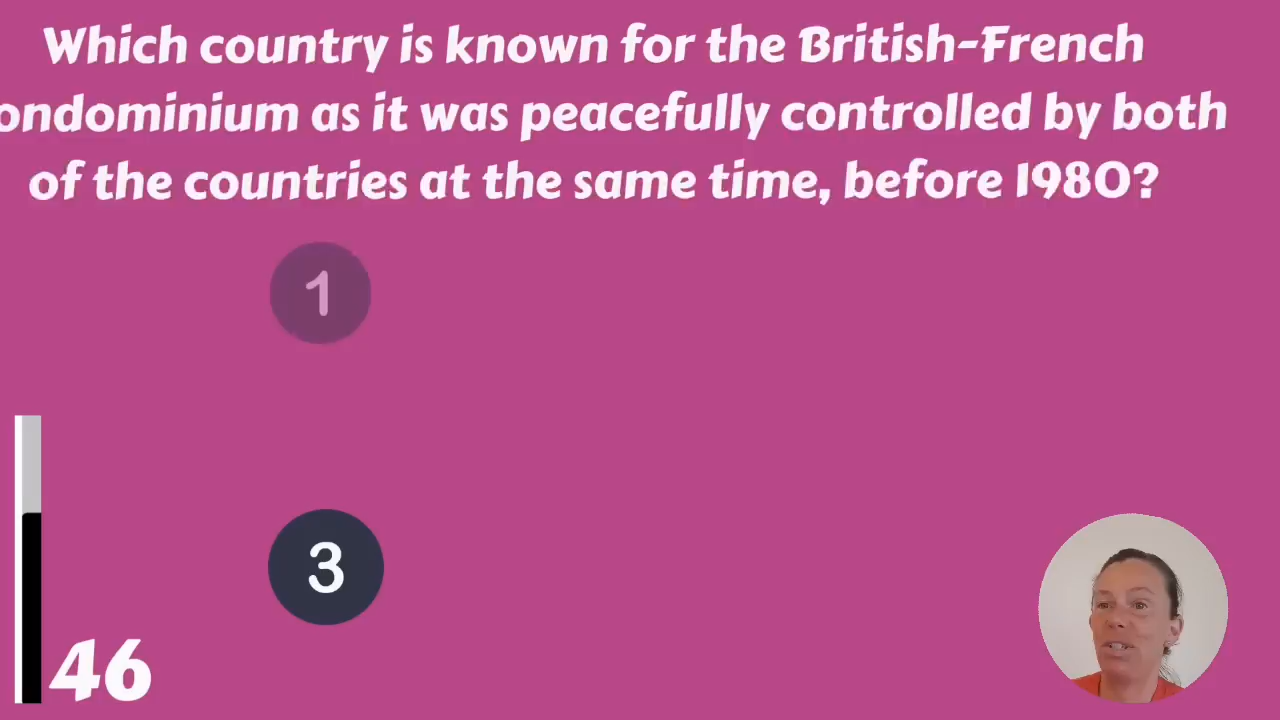 Which country is known for the British-French
ondominium as it was peacefully controlled by both
of the countries at the same time, before 1980?
1
3
46